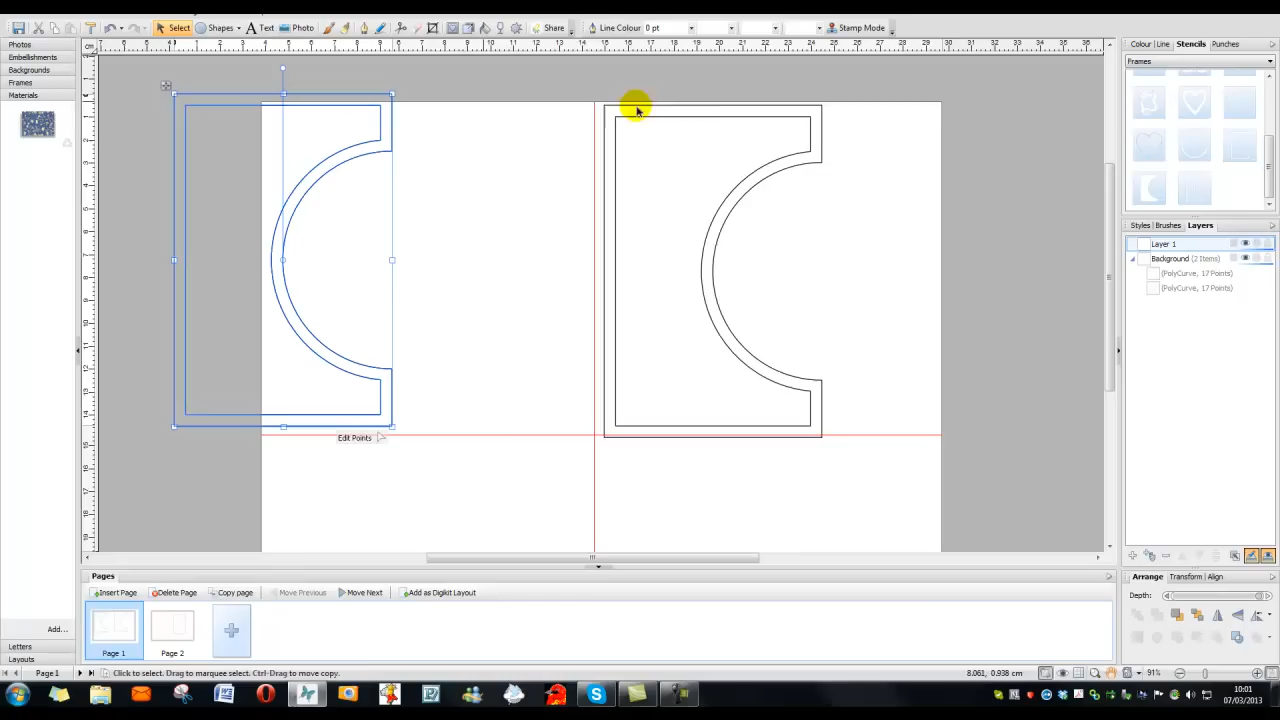 Select Shapes Text Photo Share Line Colour 0 pt Stamp Mode
Photos
Embellishments
Backgrounds
Frames
Materials
Add...
Letters
Layouts
cm
Edit Points
Colour | Line Stencils Punches
Frames
Styles | Brushes Layers
Layer 1
Background (2 Items)
(PolyCurve, 17 Points)
(PolyCurve, 17 Points)
Pages
Insert Page Delete Page Copy page Move Previous Move Next Add as Digikit Layout
Page 1 Page 2
Arrange Transform Align
Depth:
Page 1 Click to select. Drag to marquee select. Ctrl-Drag to move copy. 8.061, 0.938 cm 91%
10:01
07/03/2013